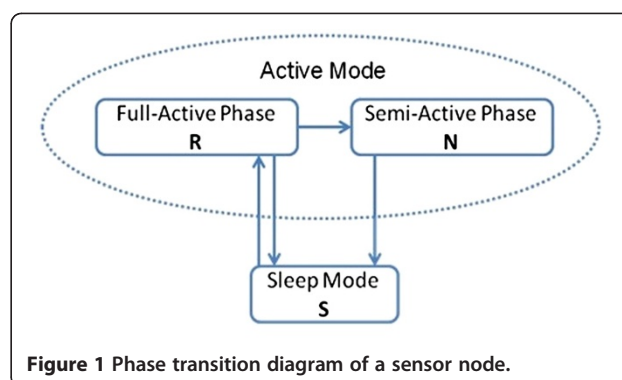 Active Mode
Full-Active Phase
R
Semi-Active Phase
N
Sleep Mode
S
Figure 1 Phase transition diagram of a sensor node.